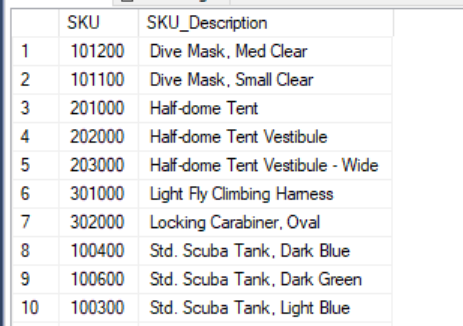 SKU SKU_Description
1 101200 Dive Mask, Med Clear
2 101100 Dive Mask, Small Clear
3 201000 Half-dome Tent
4 202000 Half-dome Tent Vestibule
5 203000 Half-dome Tent Vestibule - Wide
6 301000 Light Fly Climbing Harness
7 302000 Locking Carabiner, Oval
8 100400 Std. Scuba Tank, Dark Blue
9 100600 Std. Scuba Tank, Dark Green
10 100300 Std. Scuba Tank, Light Blue